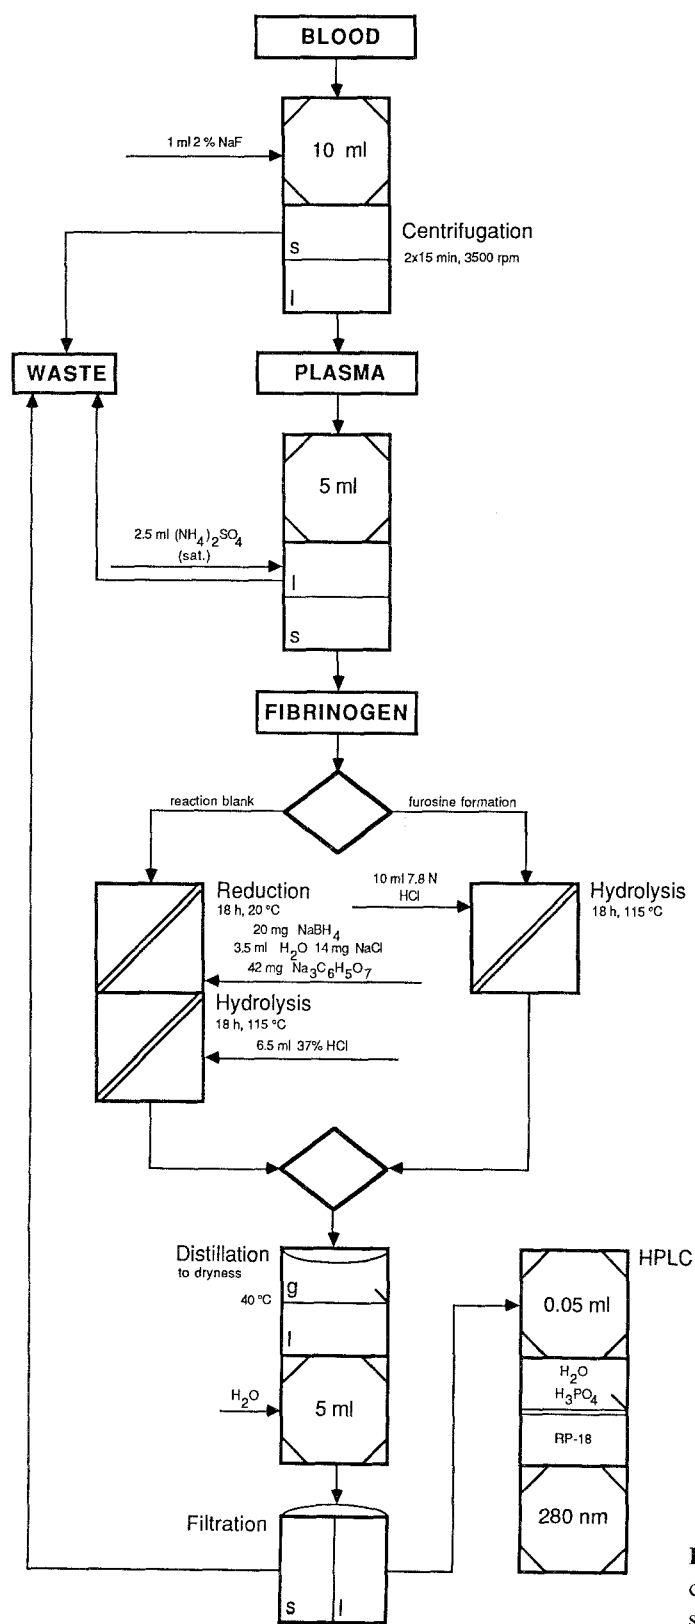 BLOOD
1 ml 2 % NaF
10 ml
Centrifugation
2x15 min, 3500 rpm
s
l
WASTE
PLASMA
5 ml
2.5 ml (NH4)2SO4
(sat.)
l
s
FIBRINOGEN
reaction blank
furosine formation
Reduction
18 h, 20 °C
20 mg NaBH4
3.5 ml H2O 14 mg NaCl
42 mg Na3C6H5O7
10 ml 7.8 N
HCl
Hydrolysis
18 h, 115 °C
Hydrolysis
18 h, 115 °C
6.5 ml 37% HCl
Distillation
to dryness
40 °C
g
l
H2O
5 ml
Filtration
s
l
HPLC
0.05 ml
H2O
H3PO4
RP-18
280 nm